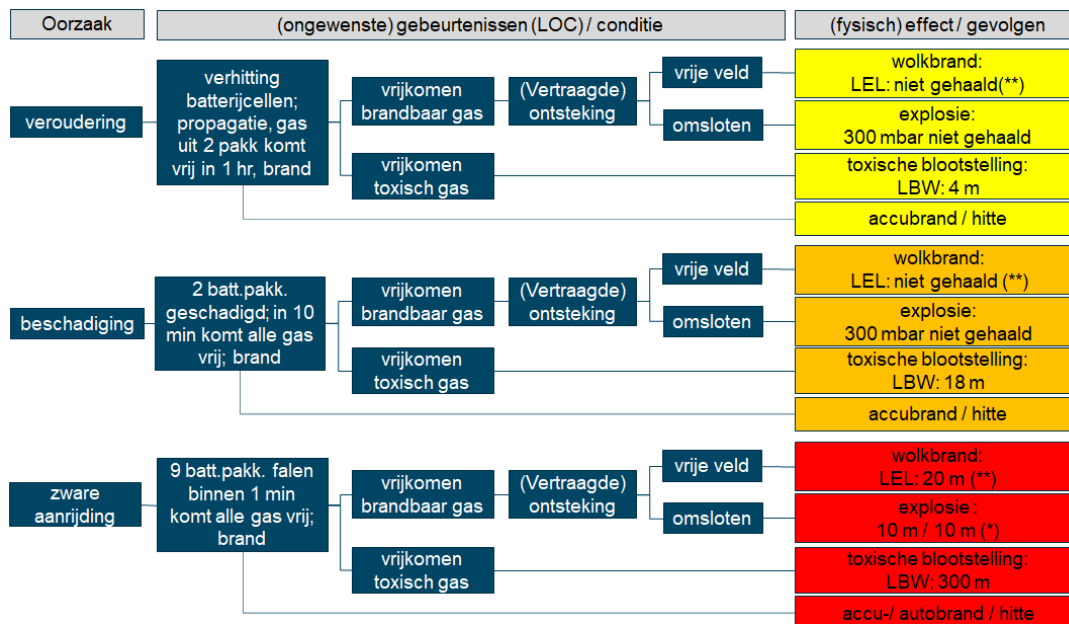 Oorzaak
(ongewenste) gebeurtenissen (LOC) / conditie
(fysisch) effect / gevolgen
veroudering
verhitting
batterijcellen;
propagatie, gas
uit 2 pakk komt
vrij in 1 hr, brand
vrijkomen
brandbaar gas
(Vertraagde)
ontsteking
vrije veld
omsloten
vrijkomen
toxisch gas
wolkbrand:
LEL: niet gehaald(**)
explosie:
300 mbar niet gehaald
toxische blootstelling:
LBW: 4 m
accubrand / hitte
beschadiging
2 batt.pakk.
geschadigd; in 10
min komt alle gas
vrij; brand
vrijkomen
brandbaar gas
(Vertraagde)
ontsteking
vrije veld
omsloten
vrijkomen
toxisch gas
wolkbrand:
LEL: niet gehaald (**)
explosie:
300 mbar niet gehaald
toxische blootstelling:
LBW: 18 m
accubrand / hitte
zware
aanrijding
9 batt.pakk. falen
binnen 1 min
komt alle gas vrij;
brand
vrijkomen
brandbaar gas
(Vertraagde)
ontsteking
vrije veld
omsloten
vrijkomen
toxisch gas
wolkbrand:
LEL: 20 m (**)
explosie :
10 m / 10 m (*)
toxische blootstelling:
LBW: 300 m
accu-/ autobrand / hitte